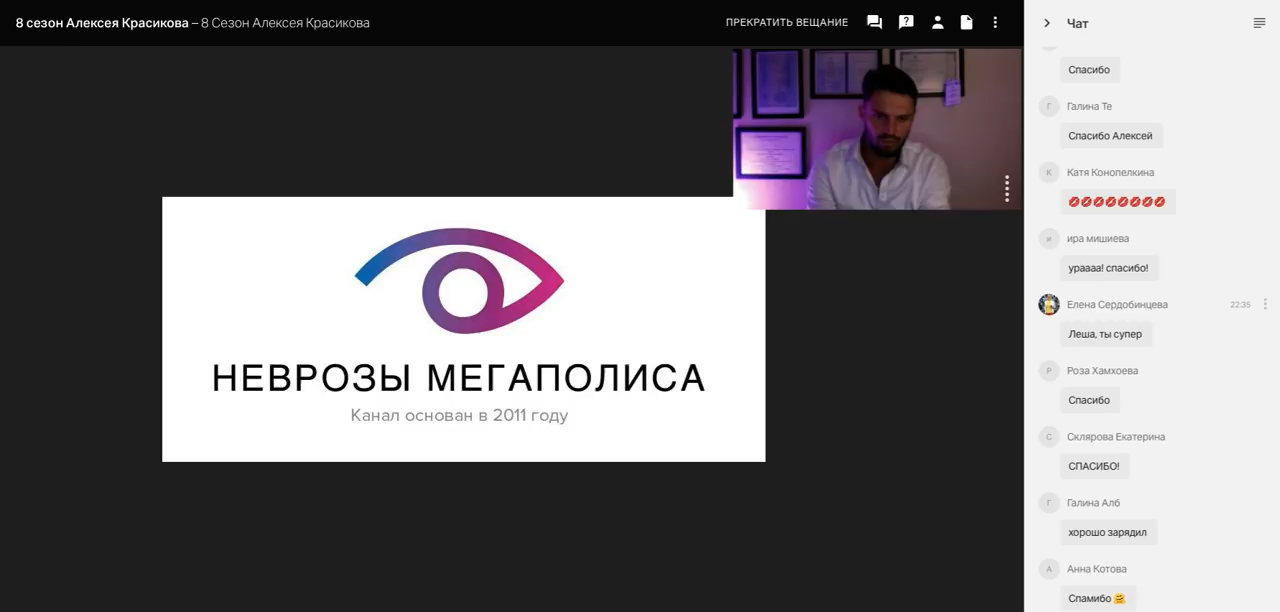 8 сезон Алексея Красикова – 8 Сезон Алексея Красикова
ПРЕКРАТИТЬ ВЕЩАНИЕ
НЕВРОЗЫ МЕГАПОЛИСА
Канал основан в 2011 году
Чат
Спасибо
Г Галина Те
Спасибо Алексей
К Катя Конопелкина
💋💋💋💋💋💋💋💋
и ира мишиева
ураааа! спасибо!
Елена Сердобинцева 22:35
Леша, ты супер
Р Роза Хамхоева
Спасибо
С Склярова Екатерина
СПАСИБО!
Г Галина Алб
хорошо зарядил
А Анна Котова
Спамибо 🤗